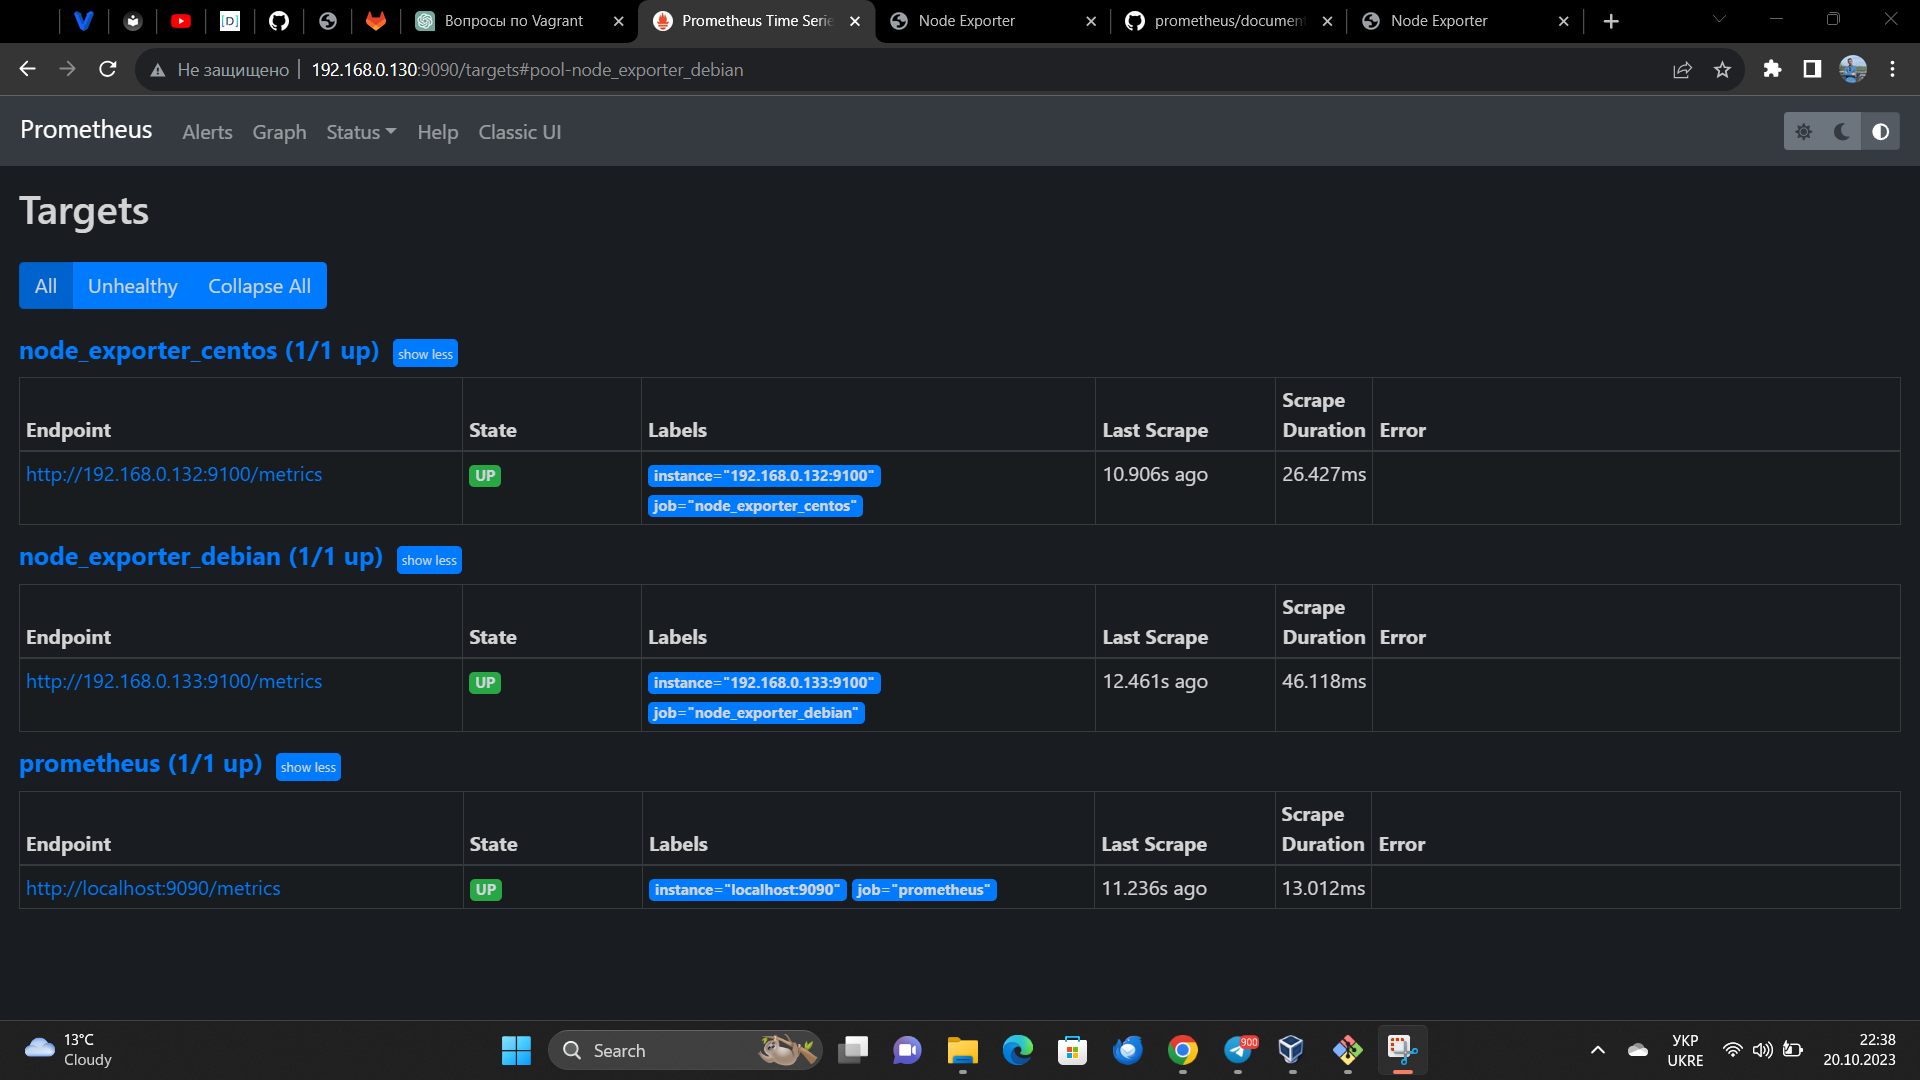 Вопросы по Vagrant
Prometheus Time Serie
Node Exporter
prometheus/document
Node Exporter
Не защищено
192.168.0.130:9090/targets#pool-node_exporter_debian
Prometheus Alerts Graph Status Help Classic UI
Targets
All Unhealthy Collapse All
node_exporter_centos (1/1 up) show less
Endpoint State Labels Last Scrape Scrape Duration Error
http://192.168.0.132:9100/metrics UP instance="192.168.0.132:9100" 10.906s ago 26.427ms
job="node_exporter_centos"
node_exporter_debian (1/1 up) show less
Endpoint State Labels Last Scrape Scrape Duration Error
http://192.168.0.133:9100/metrics UP instance="192.168.0.133:9100" 12.461s ago 46.118ms
job="node_exporter_debian"
prometheus (1/1 up) show less
Endpoint State Labels Last Scrape Scrape Duration Error
http://localhost:9090/metrics UP instance="localhost:9090" job="prometheus" 11.236s ago 13.012ms
13°C
Cloudy
Search
900
УКР
UKRE
22:38
20.10.2023